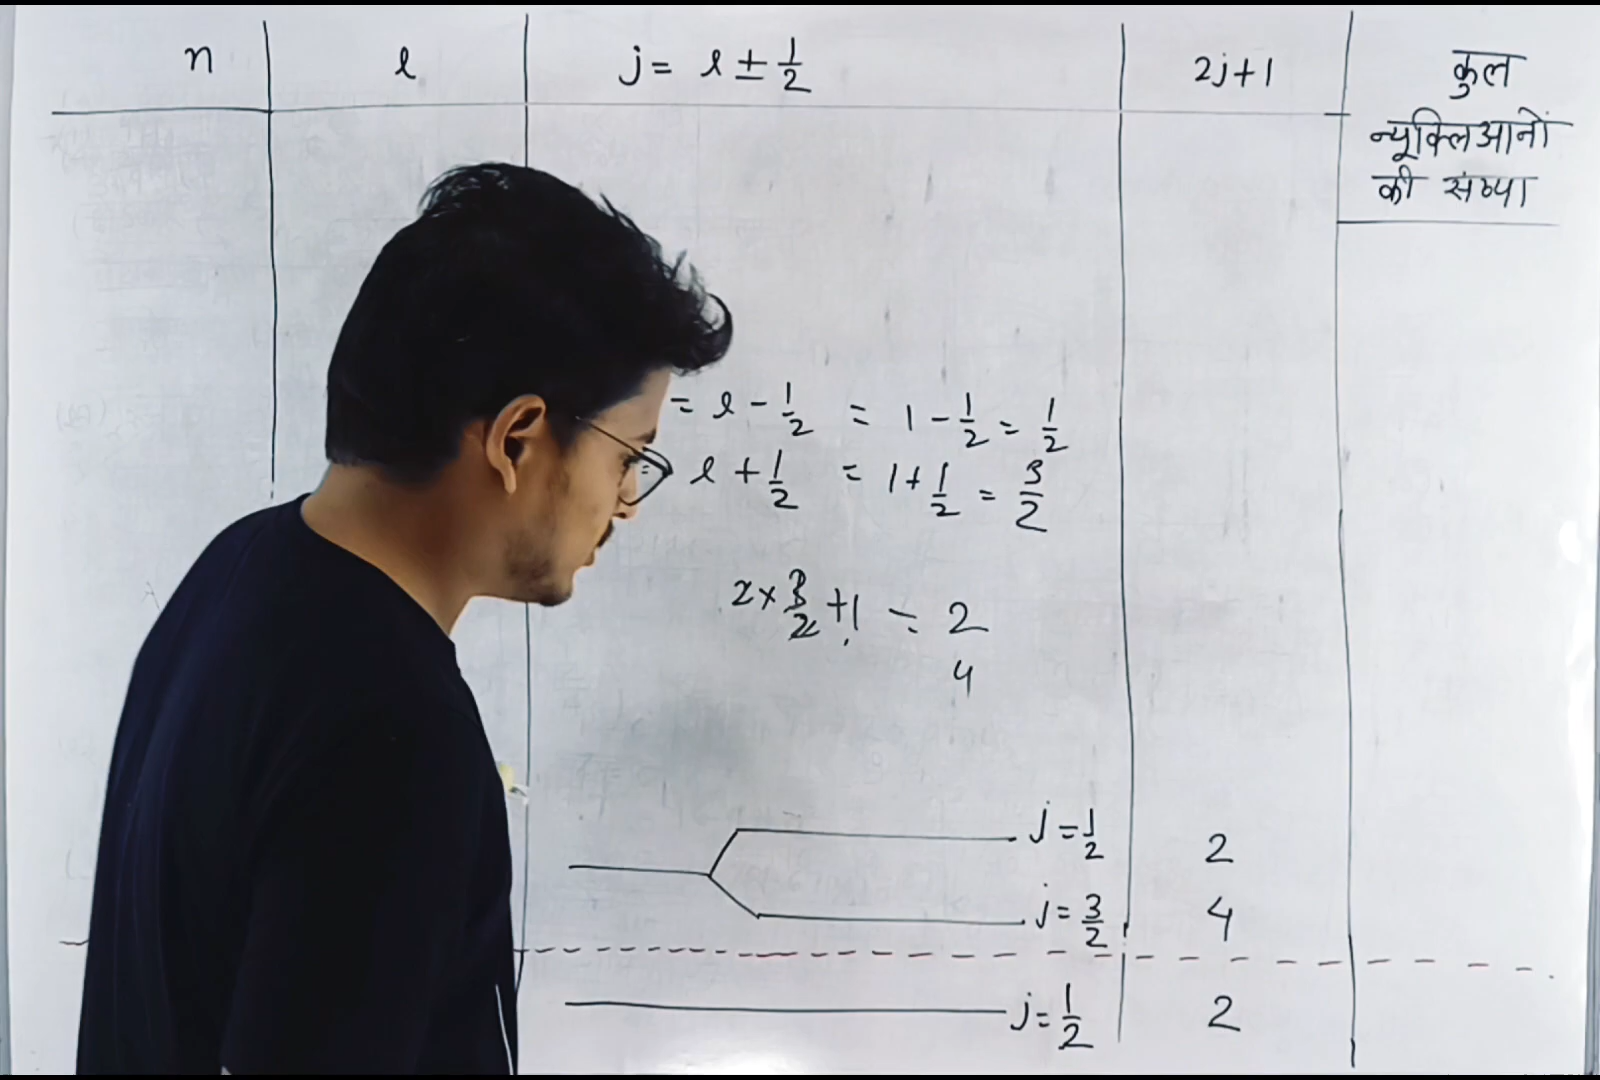 n l j = l ± 1/2 2j+1 कुल
न्यूक्लिआनों
की संख्या
= l - 1/2 = 1 - 1/2 = 1/2
= l + 1/2 = 1 + 1/2 = 3/2
2 × 3/2 + 1 = 2
4
j = 1/2 2
j = 3/2 4
j = 1/2 2